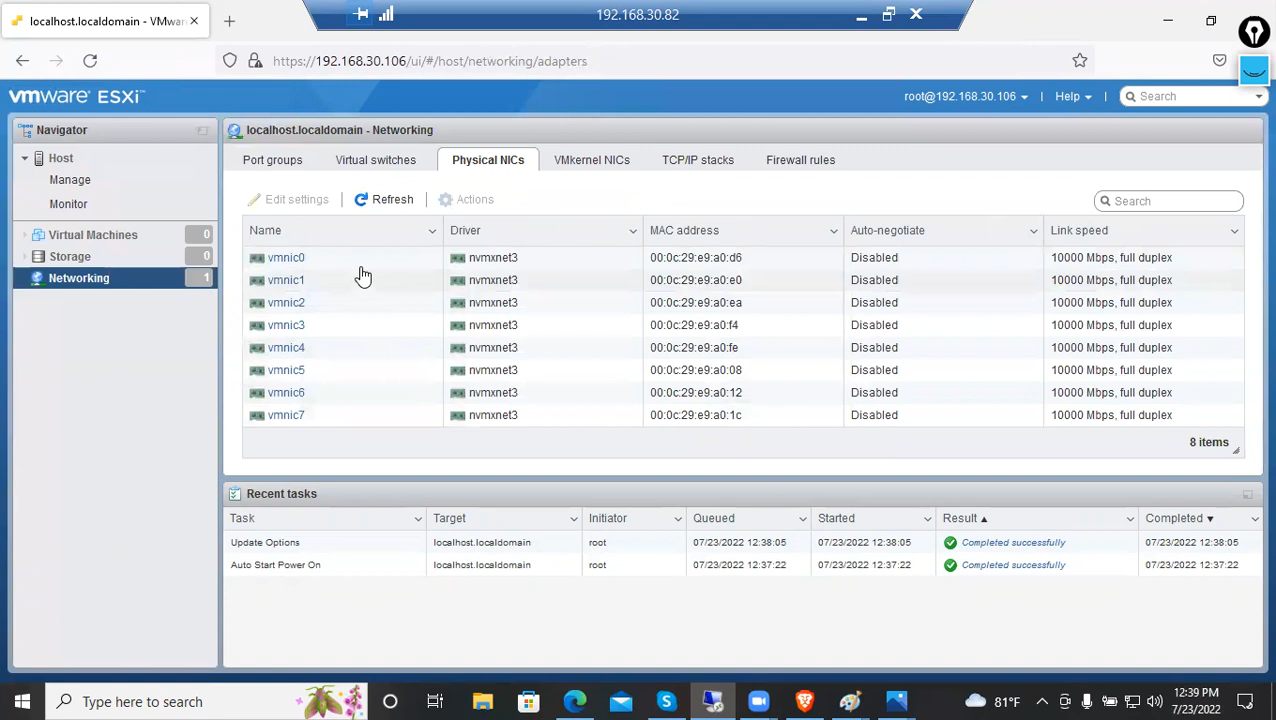 192.168.30.82
localhost.localdomain - VMwa
https://192.168.30.106/ui/#/host/networking/adapters
vmware ESXi
root@192.168.30.106 | Help | Search
Navigator
Host
Manage
Monitor
Virtual Machines 0
Storage 0
Networking 1
localhost.localdomain - Networking
Port groups Virtual switches Physical NICs VMkernel NICs TCP/IP stacks Firewall rules
Edit settings | Refresh | Actions Search
Name Driver MAC address Auto-negotiate Link speed
vmnic0 nvmxnet3 00:0c:29:e9:a0:d6 Disabled 10000 Mbps, full duplex
vmnic1 nvmxnet3 00:0c:29:e9:a0:e0 Disabled 10000 Mbps, full duplex
vmnic2 nvmxnet3 00:0c:29:e9:a0:ea Disabled 10000 Mbps, full duplex
vmnic3 nvmxnet3 00:0c:29:e9:a0:f4 Disabled 10000 Mbps, full duplex
vmnic4 nvmxnet3 00:0c:29:e9:a0:fe Disabled 10000 Mbps, full duplex
vmnic5 nvmxnet3 00:0c:29:e9:a0:08 Disabled 10000 Mbps, full duplex
vmnic6 nvmxnet3 00:0c:29:e9:a0:12 Disabled 10000 Mbps, full duplex
vmnic7 nvmxnet3 00:0c:29:e9:a0:1c Disabled 10000 Mbps, full duplex
8 items
Recent tasks
Task Target Initiator Queued Started Result Completed
Update Options localhost.localdomain root 07/23/2022 12:38:05 07/23/2022 12:38:05 Completed successfully 07/23/2022 12:38:05
Auto Start Power On localhost.localdomain root 07/23/2022 12:37:22 07/23/2022 12:37:22 Completed successfully 07/23/2022 12:37:22
Type here to search
81°F
12:39 PM
7/23/2022